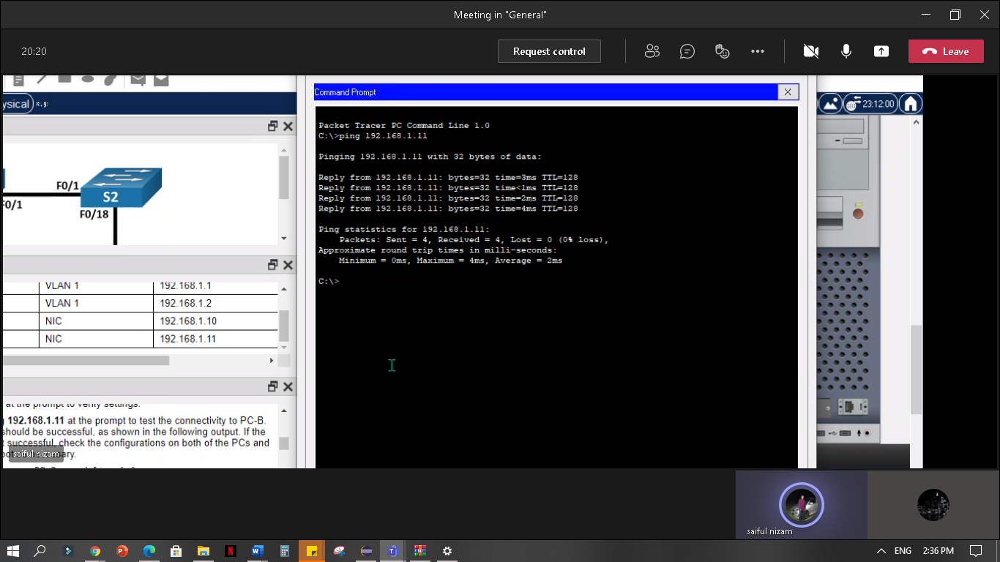 Meeting in "General"
20:20
Request control
Leave
ysical
x:, y:
23:12:00
Command Prompt
X
Packet Tracer PC Command Line 1.0
C:\>ping 192.168.1.11
Pinging 192.168.1.11 with 32 bytes of data:
Reply from 192.168.1.11: bytes=32 time=3ms TTL=128
Reply from 192.168.1.11: bytes=32 time<1ms TTL=128
Reply from 192.168.1.11: bytes=32 time=2ms TTL=128
Reply from 192.168.1.11: bytes=32 time=4ms TTL=128
Ping statistics for 192.168.1.11:
Packets: Sent = 4, Received = 4, Lost = 0 (0% loss),
Approximate round trip times in milli-seconds:
Minimum = 0ms, Maximum = 4ms, Average = 2ms
C:\>
F0/1
S2
F0/1
F0/18
VLAN 1 192.168.1.1
VLAN 1 192.168.1.2
NIC 192.168.1.10
NIC 192.168.1.11
at the prompt to verify settings.
192.168.1.11 at the prompt to test the connectivity to PC-B.
should be successful, as shown in the following output. If the
t successful, check the configurations on both of the PCs and
ary.
saiful nizam
saiful nizam
ENG
2:36 PM